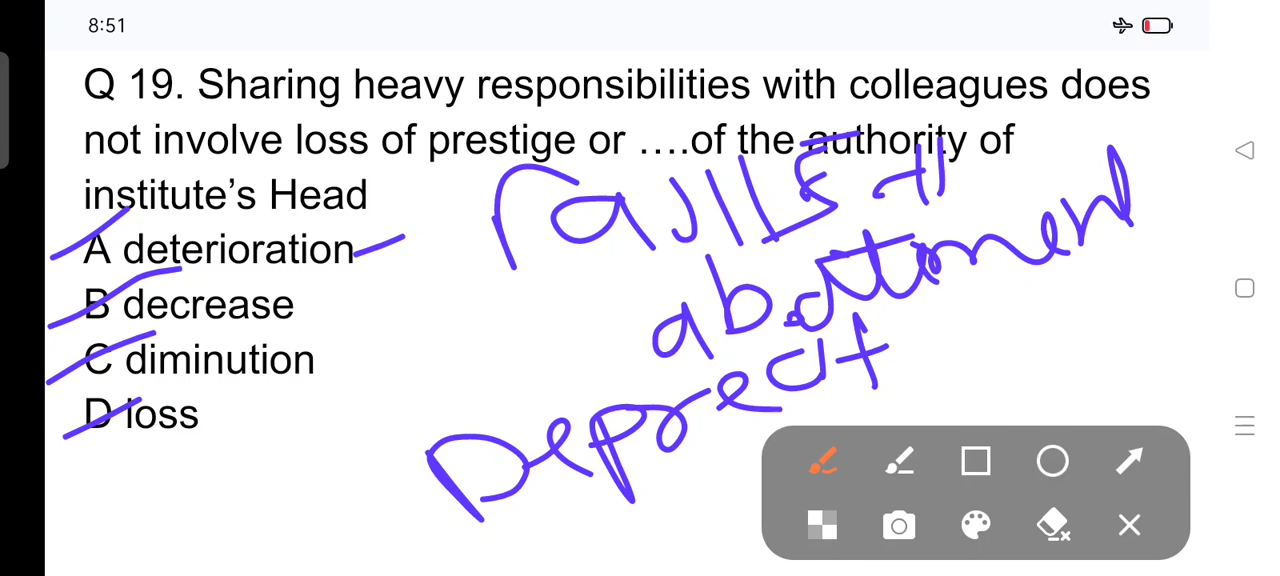 8:51
Q 19. Sharing heavy responsibilities with colleagues does
not involve loss of prestige or ....of the authority of
institute's Head
A deterioration
B decrease
C diminution
D loss
abatement